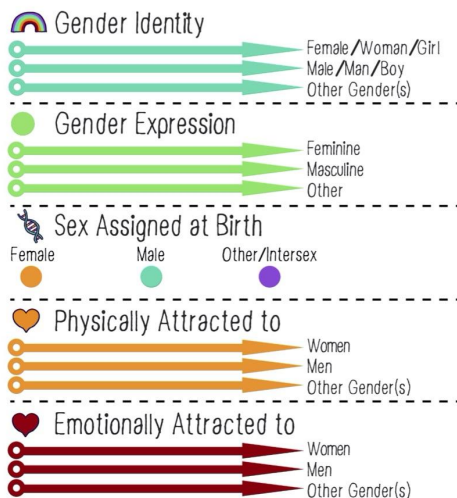 Gender Identity
Female/Woman/Girl
Male/Man/Boy
Other Gender(s)
Gender Expression
Feminine
Masculine
Other
Sex Assigned at Birth
Female Male Other/Intersex
Physically Attracted to
Women
Men
Other Gender(s)
Emotionally Attracted to
Women
Men
Other Gender(s)